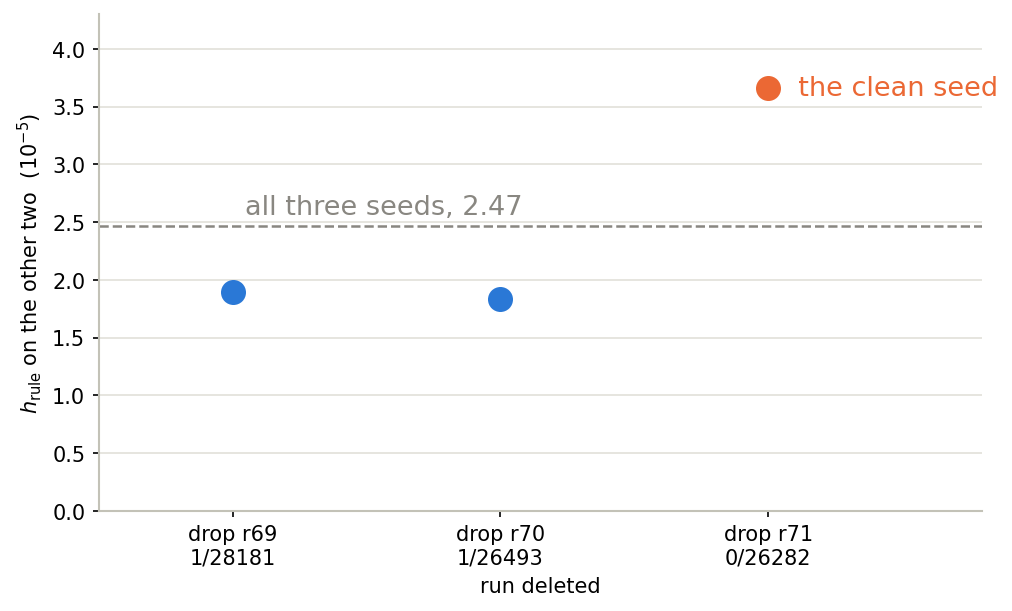 4.0
3.5
3.0
2.5
2.0
1.5
1.0
0.5
0.0
h_rule on the other two (10⁻⁵)
the clean seed
all three seeds, 2.47
drop r69
1/28181
drop r70
1/26493
drop r71
0/26282
run deleted